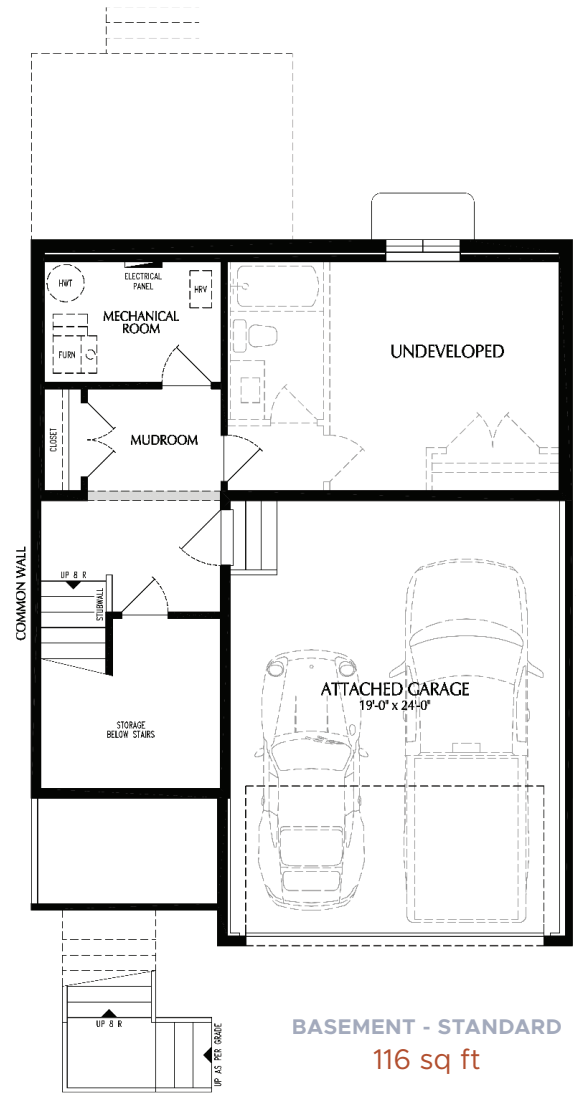 ELECTRICAL
PANEL
HWT
HRV
MECHANICAL
ROOM
FURN
UNDEVELOPED
CLOSET
MUDROOM
COMMON WALL
UP 8 R
STUBWALL
ATTACHED GARAGE
19'-0" x 24'-0"
STORAGE
BELOW STAIRS
UP 8 R
UP AS PER GRADE
BASEMENT - STANDARD
116 sq ft